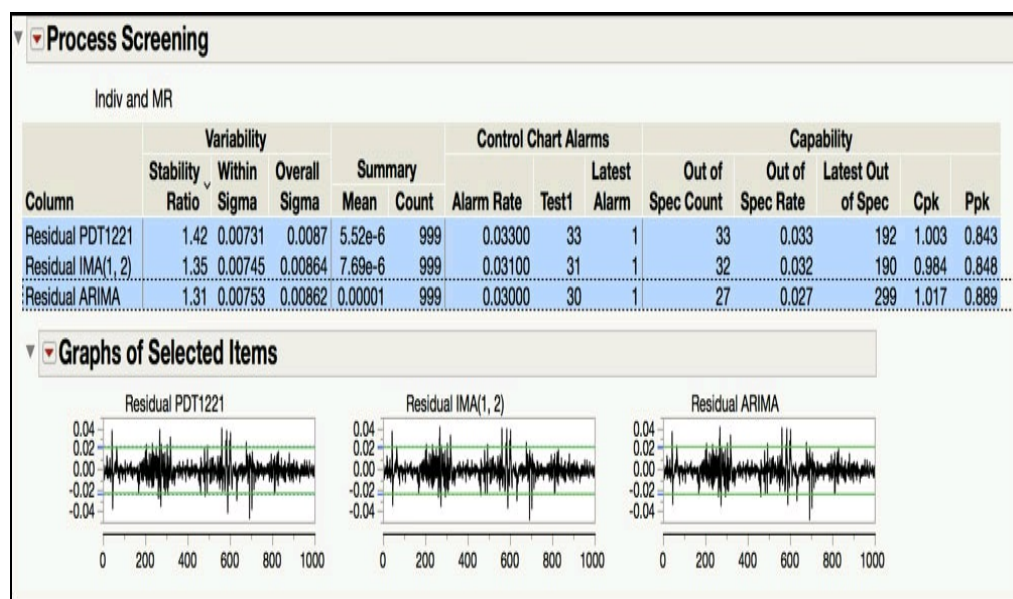 Process Screening
Indiv and MR
Variability Control Chart Alarms Capability
Stability Within Overall Summary Latest Out of Out of Latest Out
Column Ratio Sigma Sigma Mean Count Alarm Rate Test1 Alarm Spec Count Spec Rate of Spec Cpk Ppk
Residual PDT1221 1.42 0.00731 0.0087 5.52e-6 999 0.03300 33 1 33 0.033 192 1.003 0.843
Residual IMA(1, 2) 1.35 0.00745 0.00864 7.69e-6 999 0.03100 31 1 32 0.032 190 0.984 0.848
Residual ARIMA 1.31 0.00753 0.00862 0.00001 999 0.03000 30 1 27 0.027 299 1.017 0.889
Graphs of Selected Items
Residual PDT1221 Residual IMA(1, 2) Residual ARIMA
0.04 0.04 0.04
0.02 0.02 0.02
0.00 0.00 0.00
-0.02 -0.02 -0.02
-0.04 -0.04 -0.04
0 200 400 600 800 1000 0 200 400 600 800 1000 0 200 400 600 800 1000